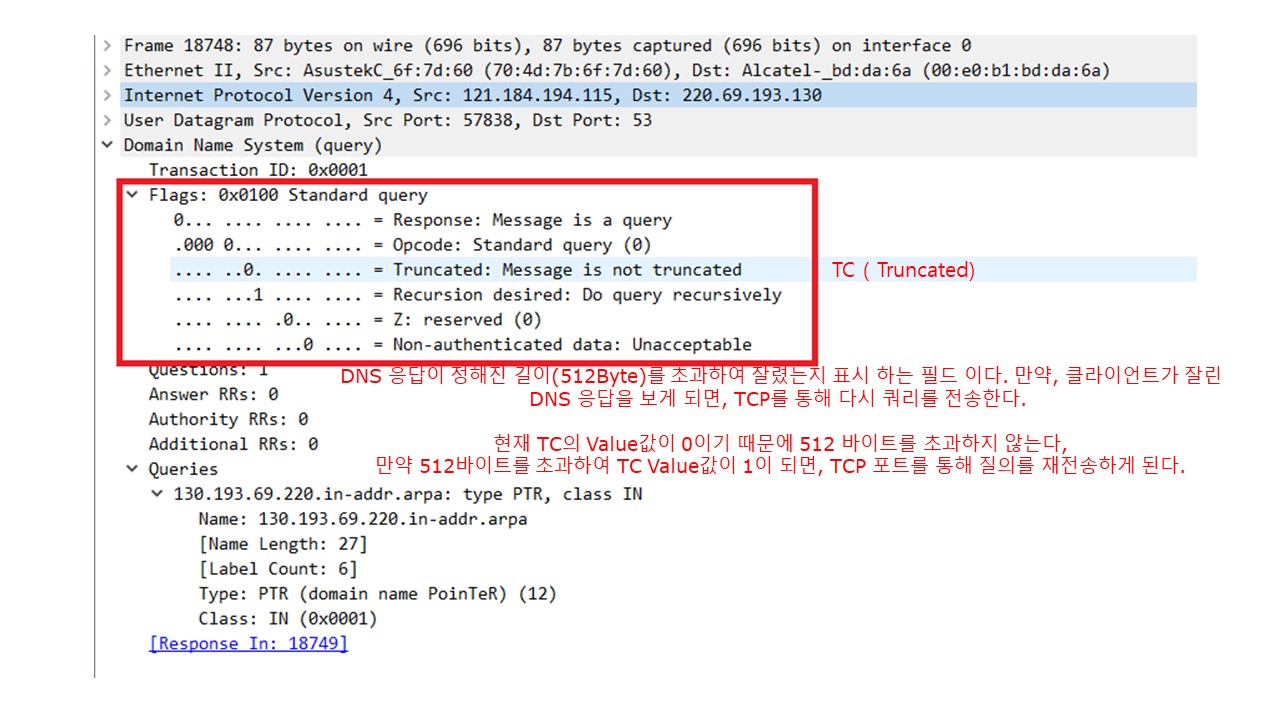 Frame 18748: 87 bytes on wire (696 bits), 87 bytes captured (696 bits) on interface 0
Ethernet II, Src: AsustekC_6f:7d:60 (70:4d:7b:6f:7d:60), Dst: Alcatel-_bd:da:6a (00:e0:b1:bd:da:6a)
Internet Protocol Version 4, Src: 121.184.194.115, Dst: 220.69.193.130
User Datagram Protocol, Src Port: 57838, Dst Port: 53
Domain Name System (query)
Transaction ID: 0x0001
Flags: 0x0100 Standard query
0... .... .... .... = Response: Message is a query
.000 0... .... .... = Opcode: Standard query (0)
.... ..0. .... .... = Truncated: Message is not truncated
TC ( Truncated)
.... ...1 .... .... = Recursion desired: Do query recursively
.... .... .0.. .... = Z: reserved (0)
.... .... ...0 .... = Non-authenticated data: Unacceptable
Questions: 1
DNS 응답이 정해진 길이(512Byte)를 초과하여 잘렸는지 표시 하는 필드 이다. 만약, 클라이언트가 잘린
DNS 응답을 보게 되면, TCP를 통해 다시 쿼리를 전송한다.
현재 TC의 Value값이 0이기 때문에 512 바이트를 초과하지 않는다,
만약 512바이트를 초과하여 TC Value값이 1이 되면, TCP 포트를 통해 질의를 재전송하게 된다.
Answer RRs: 0
Authority RRs: 0
Additional RRs: 0
Queries
130.193.69.220.in-addr.arpa: type PTR, class IN
Name: 130.193.69.220.in-addr.arpa
[Name Length: 27]
[Label Count: 6]
Type: PTR (domain name PoinTeR) (12)
Class: IN (0x0001)
[Response In: 18749]